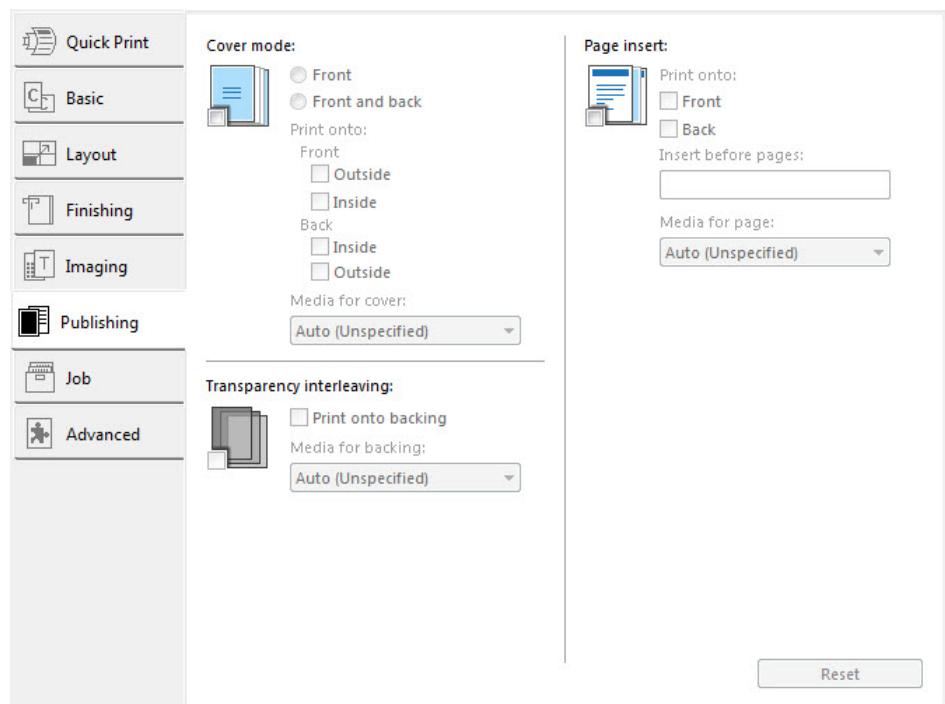 Quick Print
Basic
Layout
Finishing
Imaging
Publishing
Job
Advanced
Cover mode:
Front
Front and back
Print onto:
Front
Outside
Inside
Back
Inside
Outside
Media for cover:
Auto (Unspecified)
Transparency interleaving:
Print onto backing
Media for backing:
Auto (Unspecified)
Page insert:
Print onto:
Front
Back
Insert before pages:
Media for page:
Auto (Unspecified)
Reset